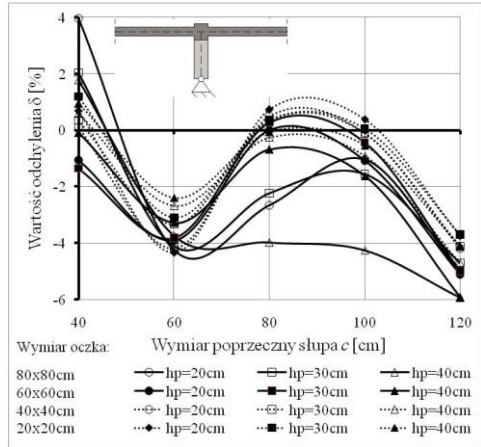 4
2
0
-2
-4
-6
Wartość odchylenia δ [%]
40 60 80 100 120
Wymiar oczka: Wymiar poprzeczny słupa c [cm]
80x80cm hp=20cm hp=30cm hp=40cm
60x60cm hp=20cm hp=30cm hp=40cm
40x40cm hp=20cm hp=30cm hp=40cm
20x20cm hp=20cm hp=30cm hp=40cm